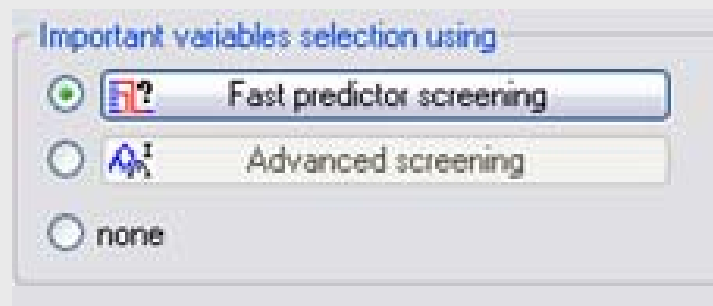 Important variables selection using
Fast predictor screening
Advanced screening
none